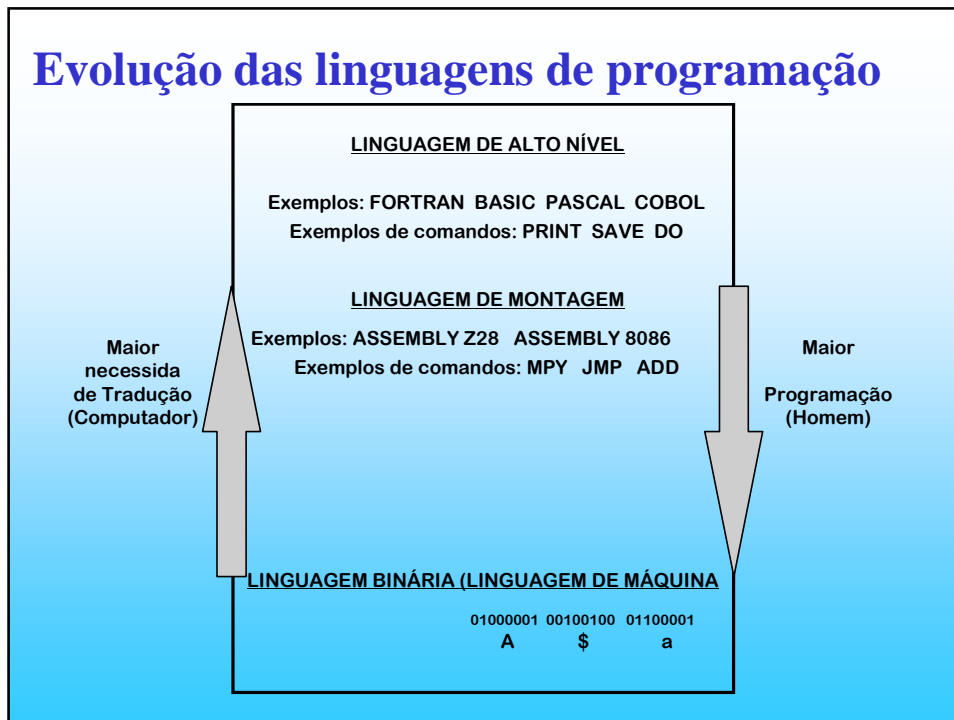 Evolução das linguagens de programação
LINGUAGEM DE ALTO NÍVEL
Exemplos: FORTRAN BASIC PASCAL COBOL
Exemplos de comandos: PRINT SAVE DO
LINGUAGEM DE MONTAGEM
Exemplos: ASSEMBLY Z28 ASSEMBLY 8086
Exemplos de comandos: MPY JMP ADD
Maior
necessida
de Tradução
(Computador)
Maior
Programação
(Homem)
LINGUAGEM BINÁRIA (LINGUAGEM DE MÁQUINA
01000001 00100100 01100001
A $ a